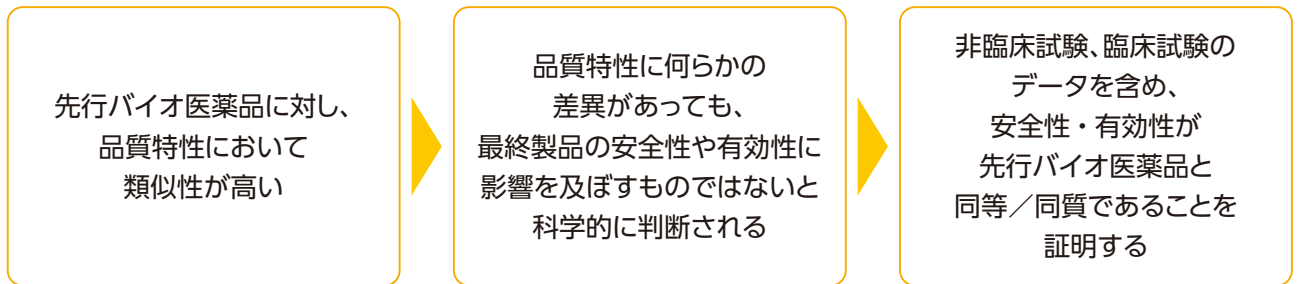 先行バイオ医薬品に対し、
品質特性において
類似性が高い
品質特性に何らかの
差異があっても、
最終製品の安全性や有効性に
影響を及ぼすものではないと
科学的に判断される
非臨床試験、臨床試験の
データを含め、
安全性・有効性が
先行バイオ医薬品と
同等／同質であることを
証明する